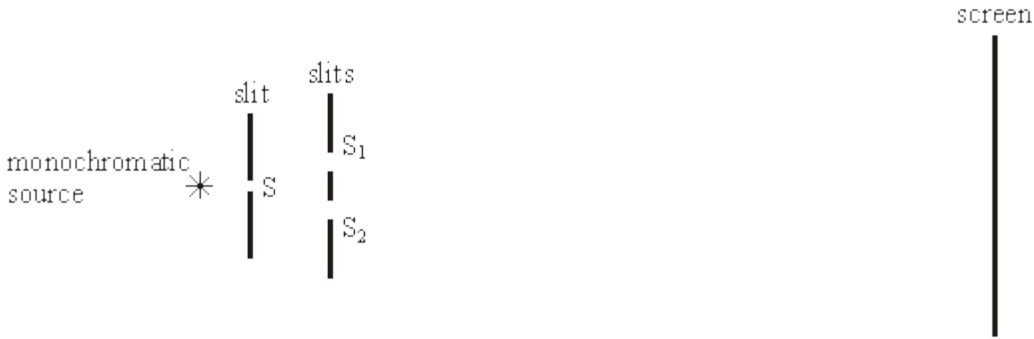 screen
slits
slit
S₁
monochromatic
source
S
S₂